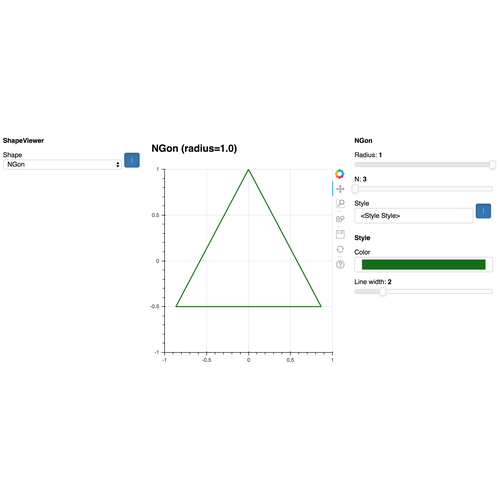 ShapeViewer
Shape
NGon
NGon (radius=1.0)
1
0.5
0
-0.5
-1
-1
-0.5
0
0.5
1
NGon
Radius: 1
N: 3
Style
<Style Style>
Style
Color
Line width: 2